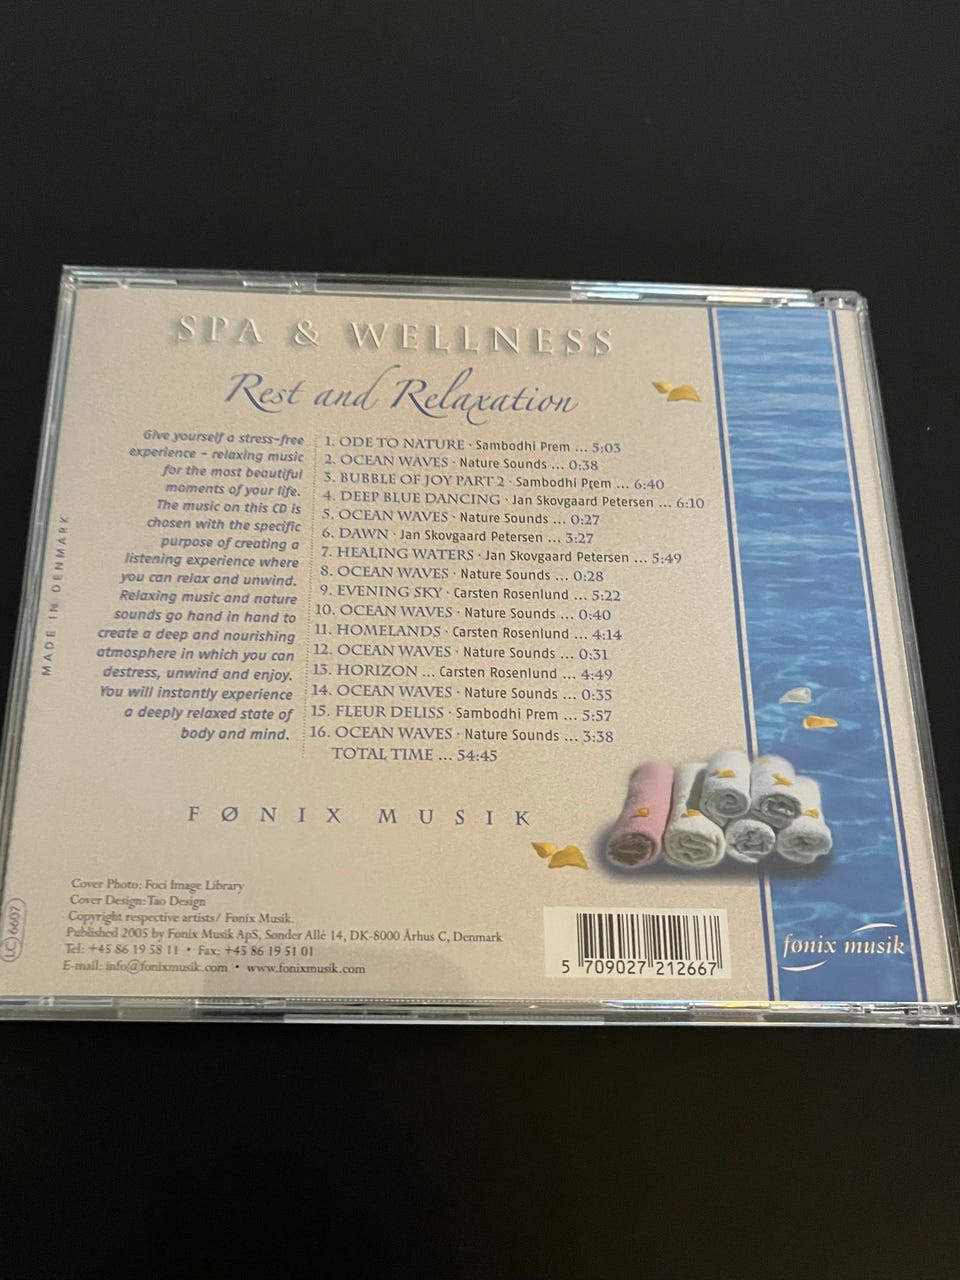 SPA & WELLNESS
Rest and Relaxation
Give yourself a stress-free
experience - relaxing music
for the most beautiful
moments of your life.
The music on this CD is
chosen with the specific
purpose of creating a
listening experience where
you can relax and unwind.
Relaxing music and nature
sounds go hand in hand to
create a deep and nourishing
atmosphere in which you can
destress, unwind and enjoy.
You will instantly experience
a deeply relaxed state of
body and mind.
1. ODE TO NATURE · Sambodhi Prem ... 5:03
2. OCEAN WAVES · Nature Sounds ... 0:38
3. BUBBLE OF JOY PART 2 · Sambodhi Prem ... 6:40
4. DEEP BLUE DANCING · Jan Skovgaard Petersen ... 6:10
5. OCEAN WAVES · Nature Sounds ... 0:27
6. DAWN · Jan Skovgaard Petersen ... 3:27
7. HEALING WATERS · Jan Skovgaard Petersen ... 5:49
8. OCEAN WAVES · Nature Sounds ... 0:28
9. EVENING SKY · Carsten Rosenlund ... 5:22
10. OCEAN WAVES · Nature Sounds ... 0:40
11. HOMELANDS · Carsten Rosenlund ... 4:14
12. OCEAN WAVES · Nature Sounds ... 0:31
13. HORIZON ... Carsten Rosenlund ... 4:49
14. OCEAN WAVES · Nature Sounds ... 0:35
15. FLEUR DELISS · Sambodhi Prem ... 5:57
16. OCEAN WAVES · Nature Sounds ... 3:38
TOTAL TIME ... 54:45
MADE IN DENMARK
FØNIX MUSIK
Cover Photo: Foci Image Library
Cover Design: Tao Design
Copyright respective artists/ Fønix Musik.
Published 2005 by Fønix Musik ApS, Sønder Allé 14, DK-8000 Århus C, Denmark
Tel: +45 86 19 58 11 • Fax: +45 86 19 51 01
E-mail: info@fonixmusik.com • www.fonixmusik.com
LC 6607
5 709027 212667
fønix musik